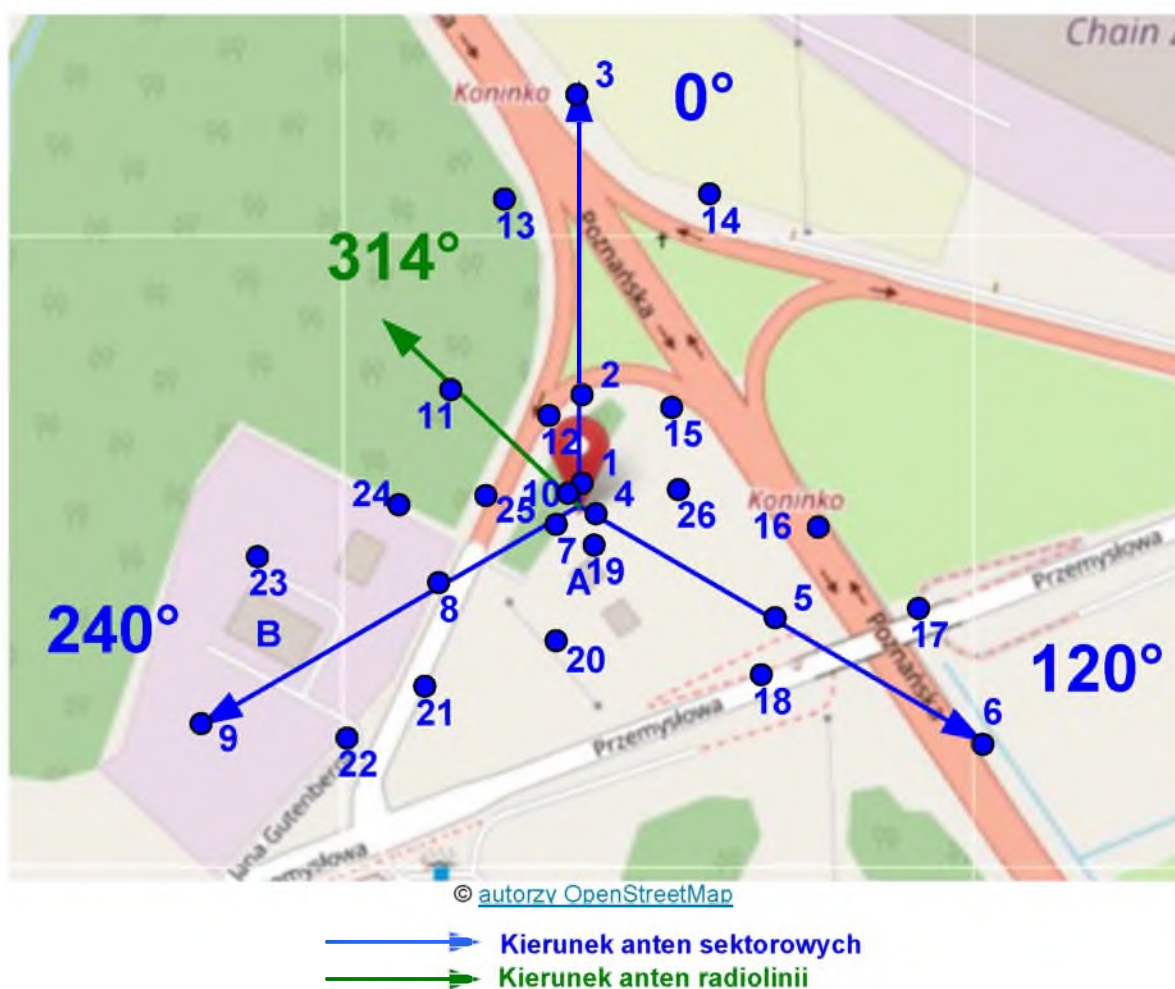 Chain
3
Koninko
0°
13
14
314°
Poznańska
2
11
12
15
1
24
10
4
25
26
Koninko
16
7
19
Przemysłowa
23
A
8
5
240°
B
17
20
Poznańska
120°
18
21
6
Przemysłowa
9
22
Jana Gutenberg
© autorzy OpenStreetMap
Kierunek anten sektorowych
Kierunek anten radiolinii